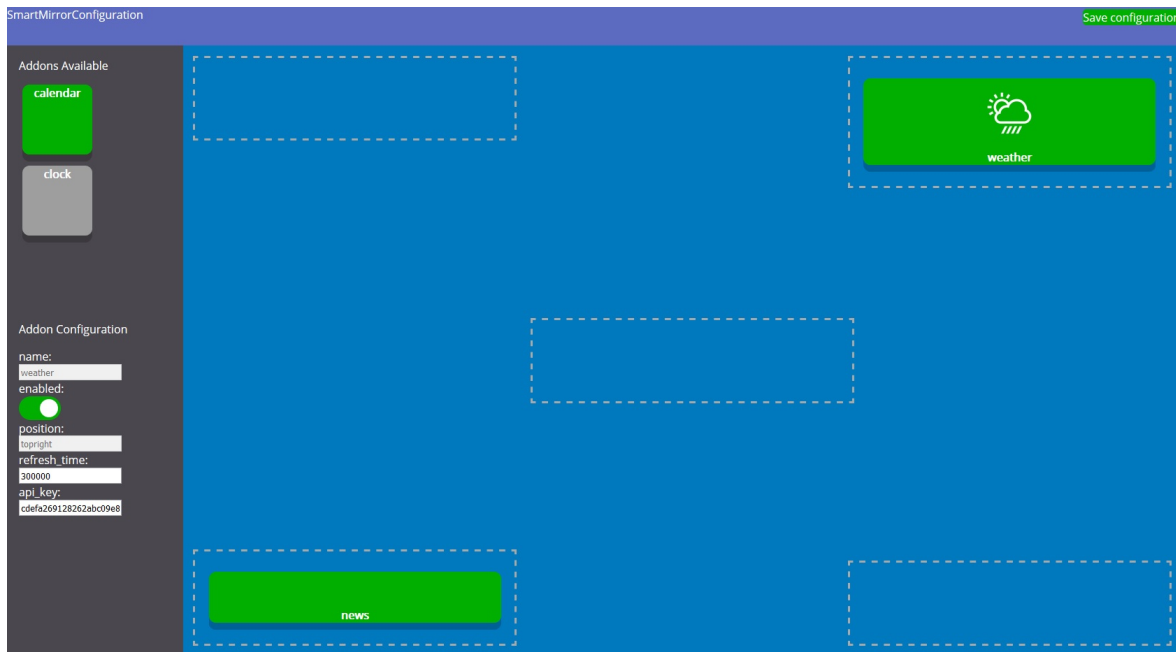 SmartMirrorConfiguration
Save configuration
Addons Available
calendar
clock
weather
Addon Configuration
name:
weather
enabled:
position:
topright
refresh_time:
300000
api_key:
cdefa269128262abc09e8
news